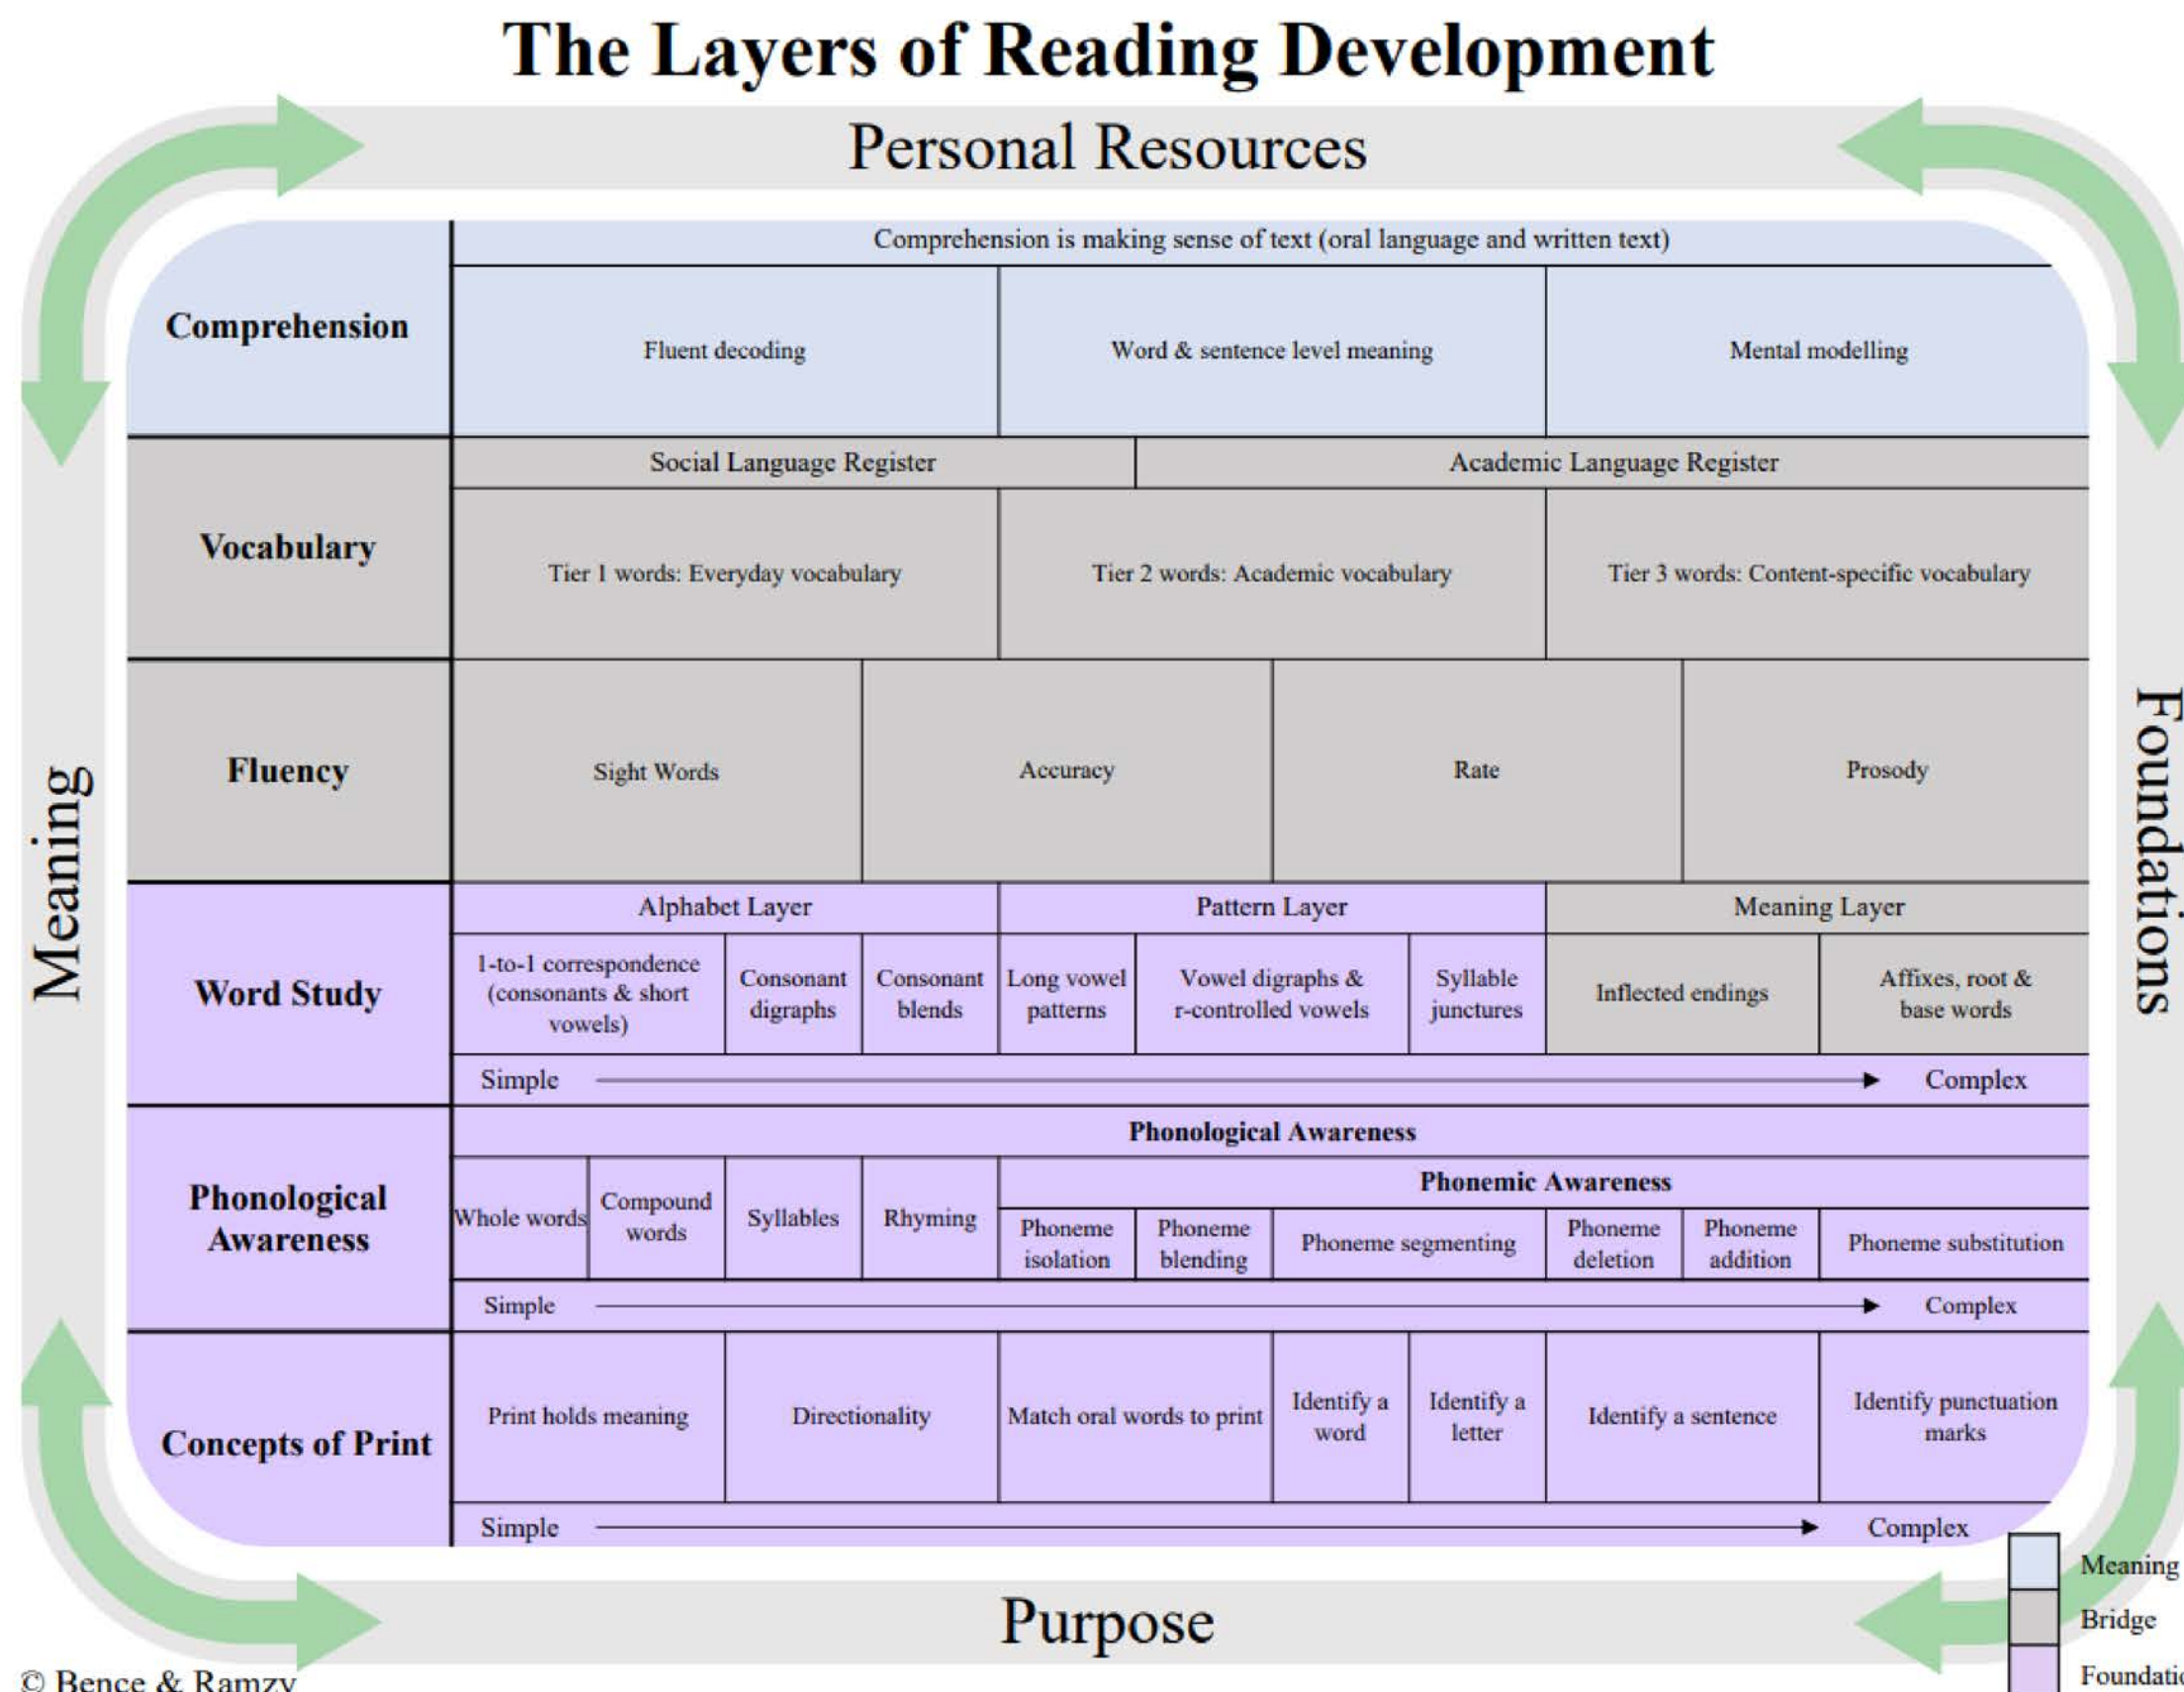 The Layers of Reading Development
Personal Resources
Meaning
Foundations
Comprehension
Comprehension is making sense of text (oral language and written text)
Fluent decoding
Word & sentence level meaning
Mental modelling
Vocabulary
Social Language Register
Academic Language Register
Tier 1 words: Everyday vocabulary
Tier 2 words: Academic vocabulary
Tier 3 words: Content-specific vocabulary
Fluency
Sight Words
Accuracy
Rate
Prosody
Word Study
Alphabet Layer
Pattern Layer
Meaning Layer
1-to-1 correspondence
(consonants & short
vowels)
Consonant
digraphs
Consonant
blends
Long vowel
patterns
Vowel digraphs &
r-controlled vowels
Syllable
junctures
Inflected endings
Affixes, root &
base words
Simple
Complex
Phonological
Awareness
Phonological Awareness
Whole words
Compound
words
Syllables
Rhyming
Phonemic Awareness
Phoneme
isolation
Phoneme
blending
Phoneme segmenting
Phoneme
deletion
Phoneme
addition
Phoneme substitution
Simple
Complex
Concepts of Print
Print holds meaning
Directionality
Match oral words to print
Identify a
word
Identify a
letter
Identify a sentence
Identify punctuation
marks
Simple
Complex
Purpose
Meaning
Bridge
Foundatio
© Bence & Ramzy